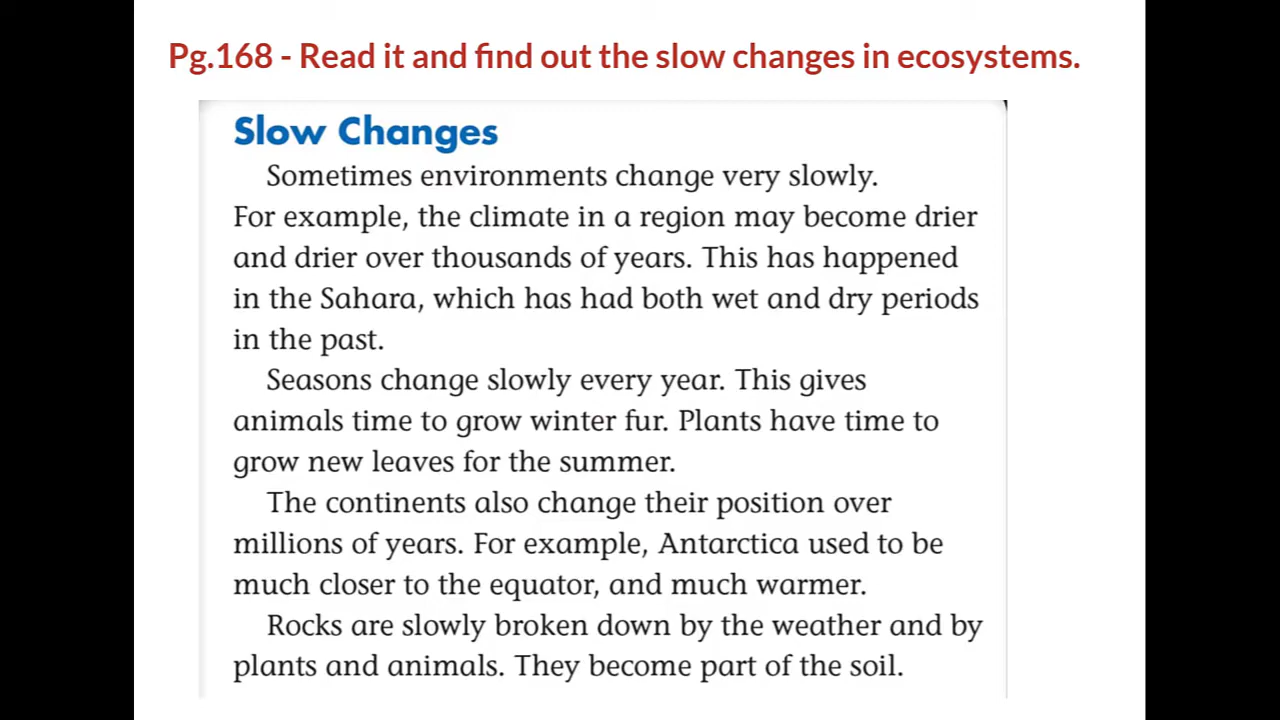 Pg.168 - Read it and find out the slow changes in ecosystems.
Slow Changes
Sometimes environments change very slowly.
For example, the climate in a region may become drier
and drier over thousands of years. This has happened
in the Sahara, which has had both wet and dry periods
in the past.
Seasons change slowly every year. This gives
animals time to grow winter fur. Plants have time to
grow new leaves for the summer.
The continents also change their position over
millions of years. For example, Antarctica used to be
much closer to the equator, and much warmer.
Rocks are slowly broken down by the weather and by
plants and animals. They become part of the soil.